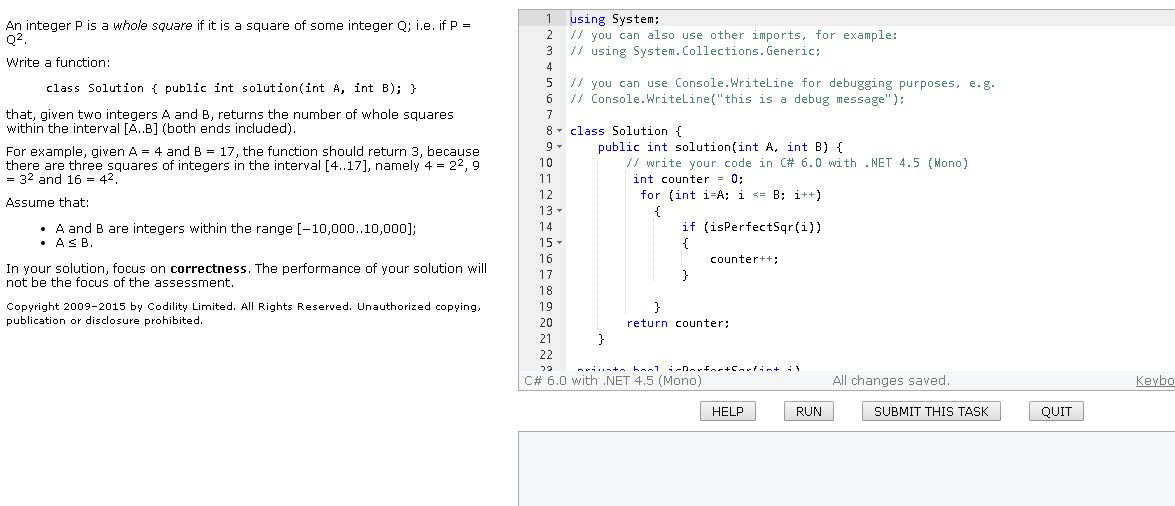 An integer P is a whole square if it is a square of some integer Q; i.e. if P =
Q².
Write a function:
class Solution { public int solution(int A, int B); }
that, given two integers A and B, returns the number of whole squares
within the interval [A..B] (both ends included).
For example, given A = 4 and B = 17, the function should return 3, because
there are three squares of integers in the interval [4..17], namely 4 = 2², 9
= 3² and 16 = 4².
Assume that:
• A and B are integers within the range [−10,000..10,000];
• A ≤ B.
In your solution, focus on correctness. The performance of your solution will
not be the focus of the assessment.
Copyright 2009–2015 by Codility Limited. All Rights Reserved. Unauthorized copying,
publication or disclosure prohibited.
1 using System;
2 // you can also use other imports, for example:
3 // using System.Collections.Generic;
4
5 // you can use Console.WriteLine for debugging purposes, e.g.
6 // Console.WriteLine("this is a debug message");
7
8 class Solution {
9 public int solution(int A, int B) {
10 // write your code in C# 6.0 with .NET 4.5 (Mono)
11 int counter = 0;
12 for (int i=A; i <= B; i++)
13 {
14 if (isPerfectSqr(i))
15 {
16 counter++;
17 }
18
19 }
20 return counter;
21 }
22
23 private bool isPerfectSqr(int i)
C# 6.0 with .NET 4.5 (Mono) All changes saved. Keybo
HELP RUN SUBMIT THIS TASK QUIT